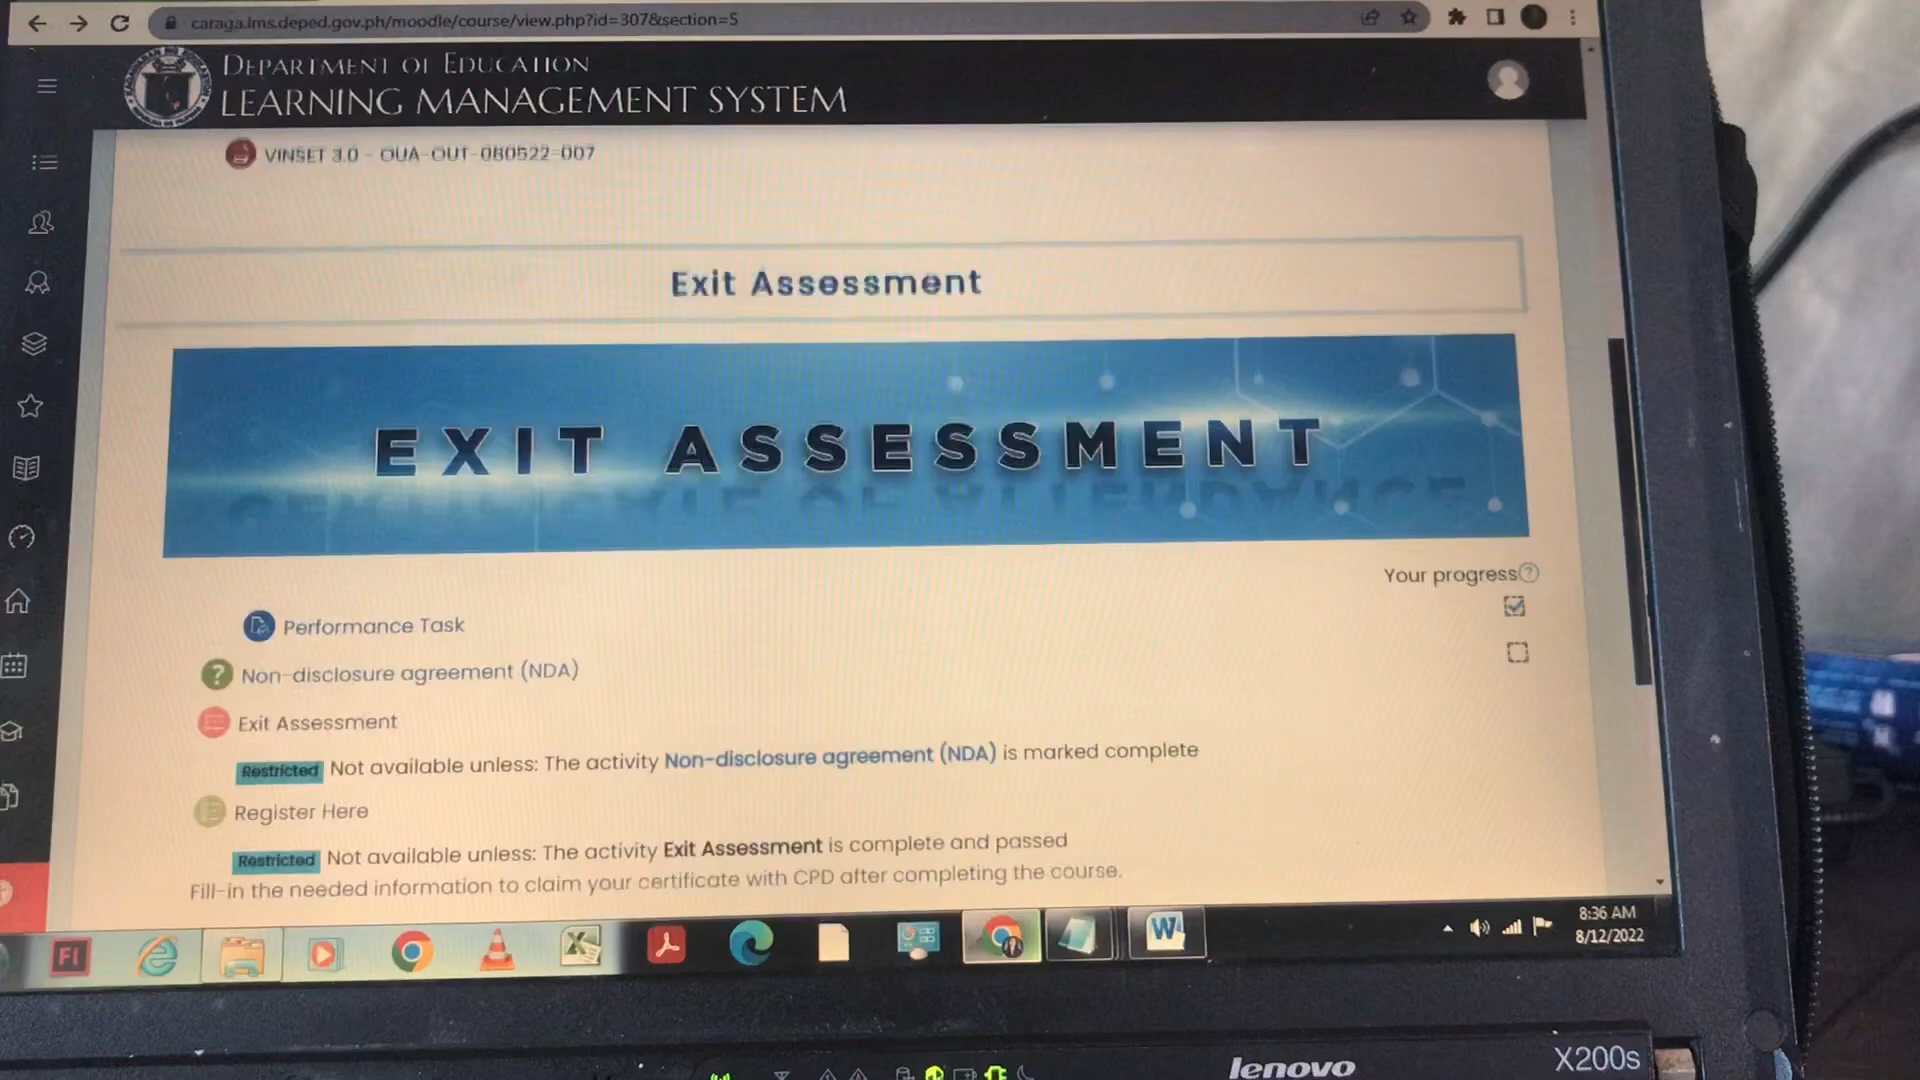 caraga.lms.deped.gov.ph/moodle/course/view.php?id=307&section=5
DEPARTMENT OF EDUCATION
LEARNING MANAGEMENT SYSTEM
VINSET 3.0 - OUA-OUT-080522-007
Exit Assessment
EXIT ASSESSMENT
CERTIFICATE OF ATTENDANCE
Your progress
Performance Task
Non-disclosure agreement (NDA)
Exit Assessment
Restricted Not available unless: The activity Non-disclosure agreement (NDA) is marked complete
Register Here
Restricted Not available unless: The activity Exit Assessment is complete and passed
Fill-in the needed information to claim your certificate with CPD after completing the course.
Fl
W
8:36 AM
8/12/2022
lenovo
X200s